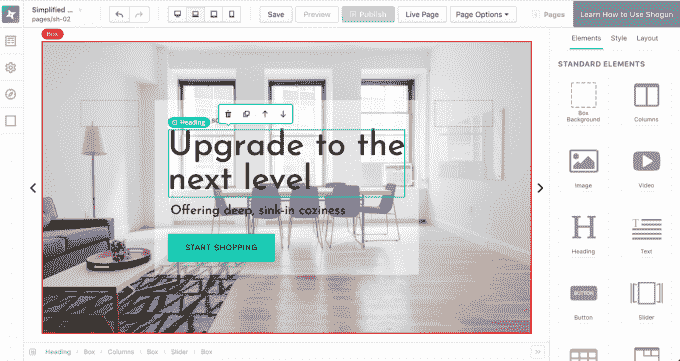 Simplified ...
pages/sh-02
Save
Preview
Publish
Live Page
Page Options
Pages
Learn How to Use Shogun
Box
Elements
Style
Layout
STANDARD ELEMENTS
Heading
Upgrade to the
next level
Offering deep, sink-in coziness
START SHOPPING
Box
Background
Columns
Image
Video
H
Heading
Text
BUTTON
Button
Slider
Heading / Box / Columns / Box / Slider / Box